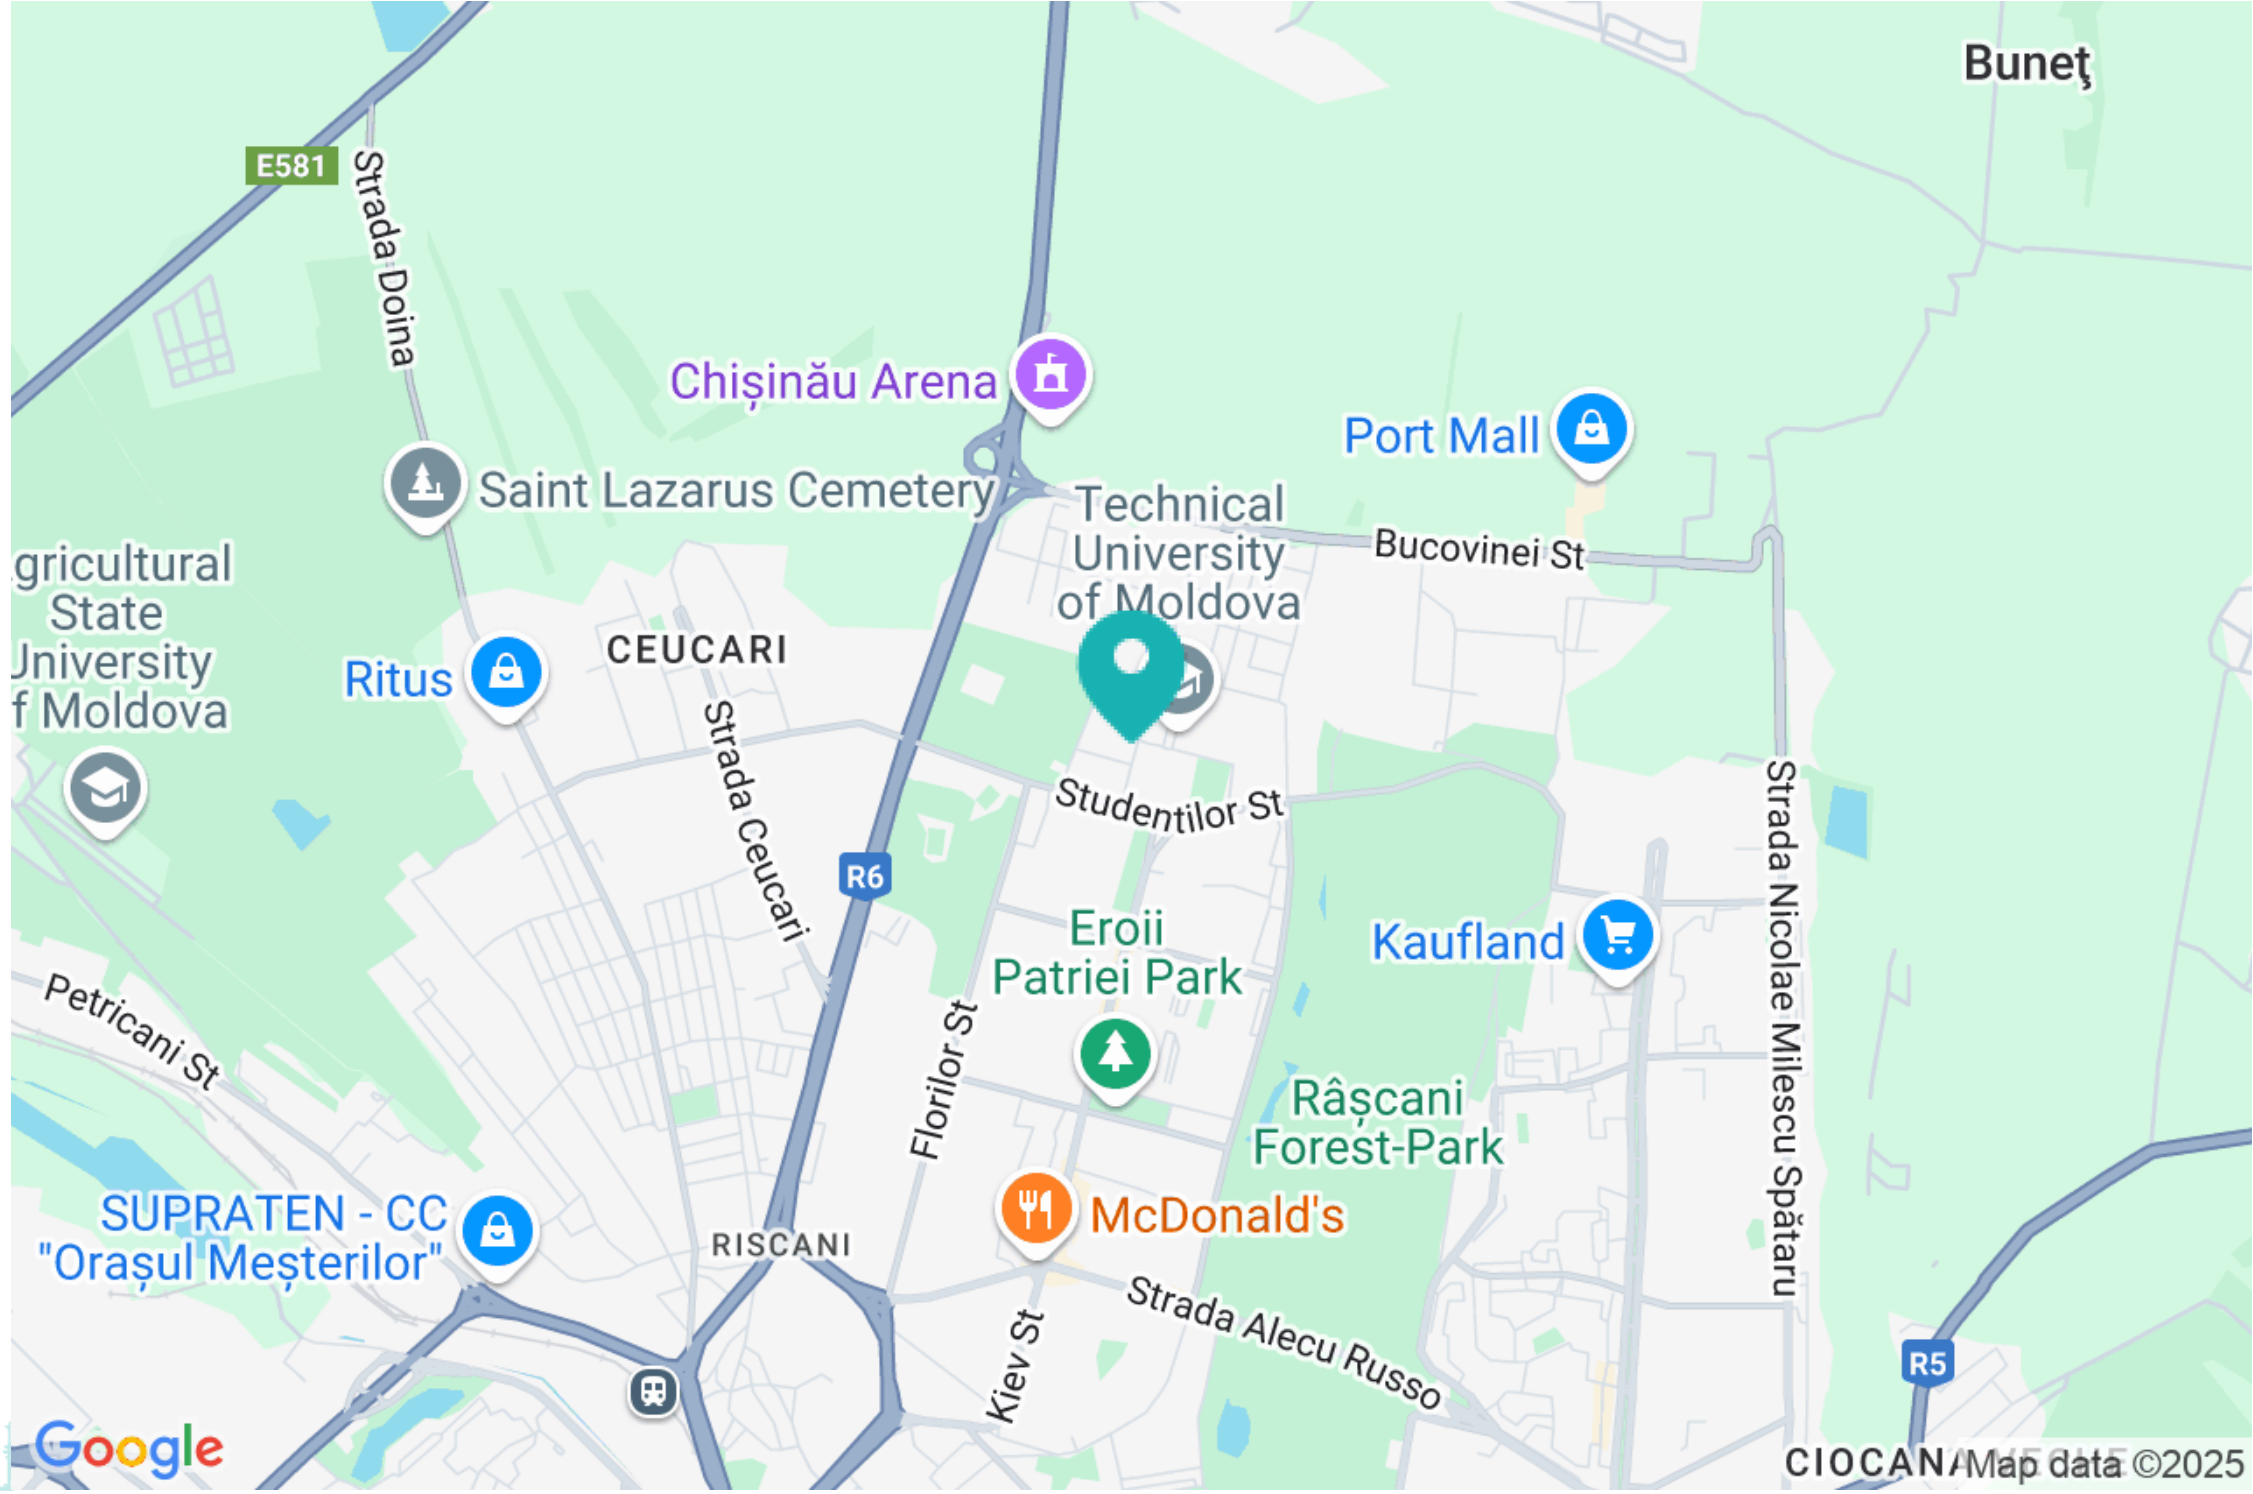 Buneţ
E581
Strada Doina
Chișinău Arena
Port Mall
Saint Lazarus Cemetery
Technical
University
of Moldova
Bucovinei St
gricultural
State
University
f Moldova
CEUCARI
Ritus
Strada Ceucari
Studentilor St
Strada Nicolae Milescu Spătaru
R6
Eroii
Patriei Park
Kaufland
Petricani St
Florilor St
Râșcani
Forest-Park
SUPRATEN - CC
"Orașul Meșterilor"
McDonald's
RISCANI
Strada Alecu Russo
Kiev St
R5
Google
CIOCANA
Map data ©2025